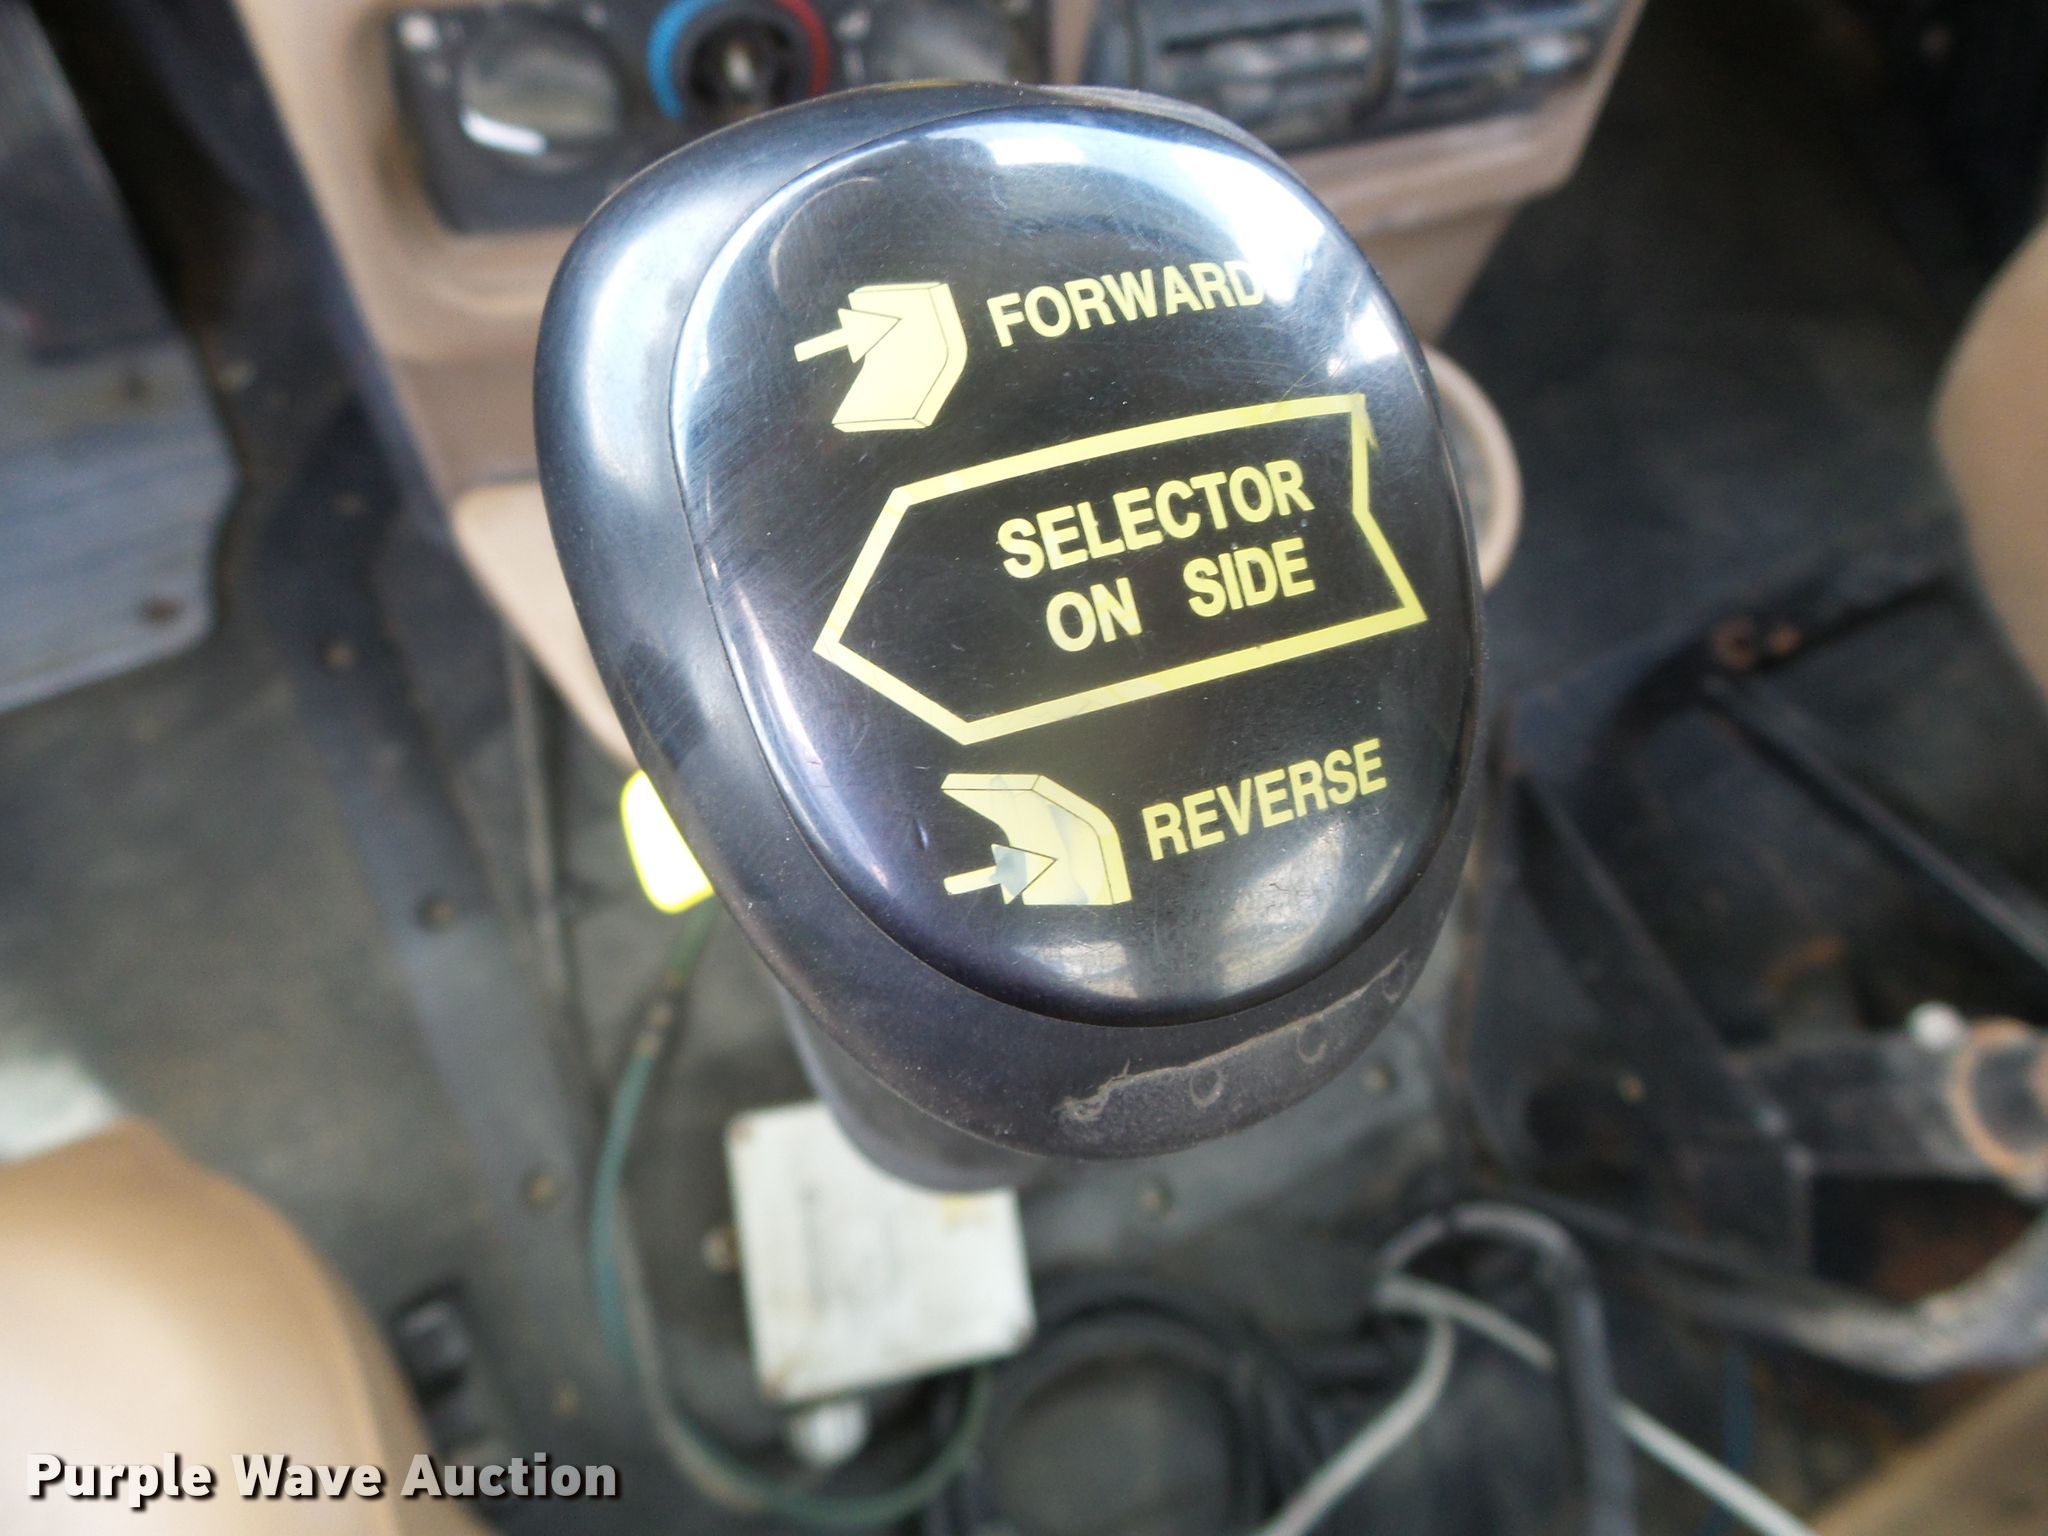 FORWARD
SELECTOR
ON SIDE
REVERSE
Purple Wave Auction